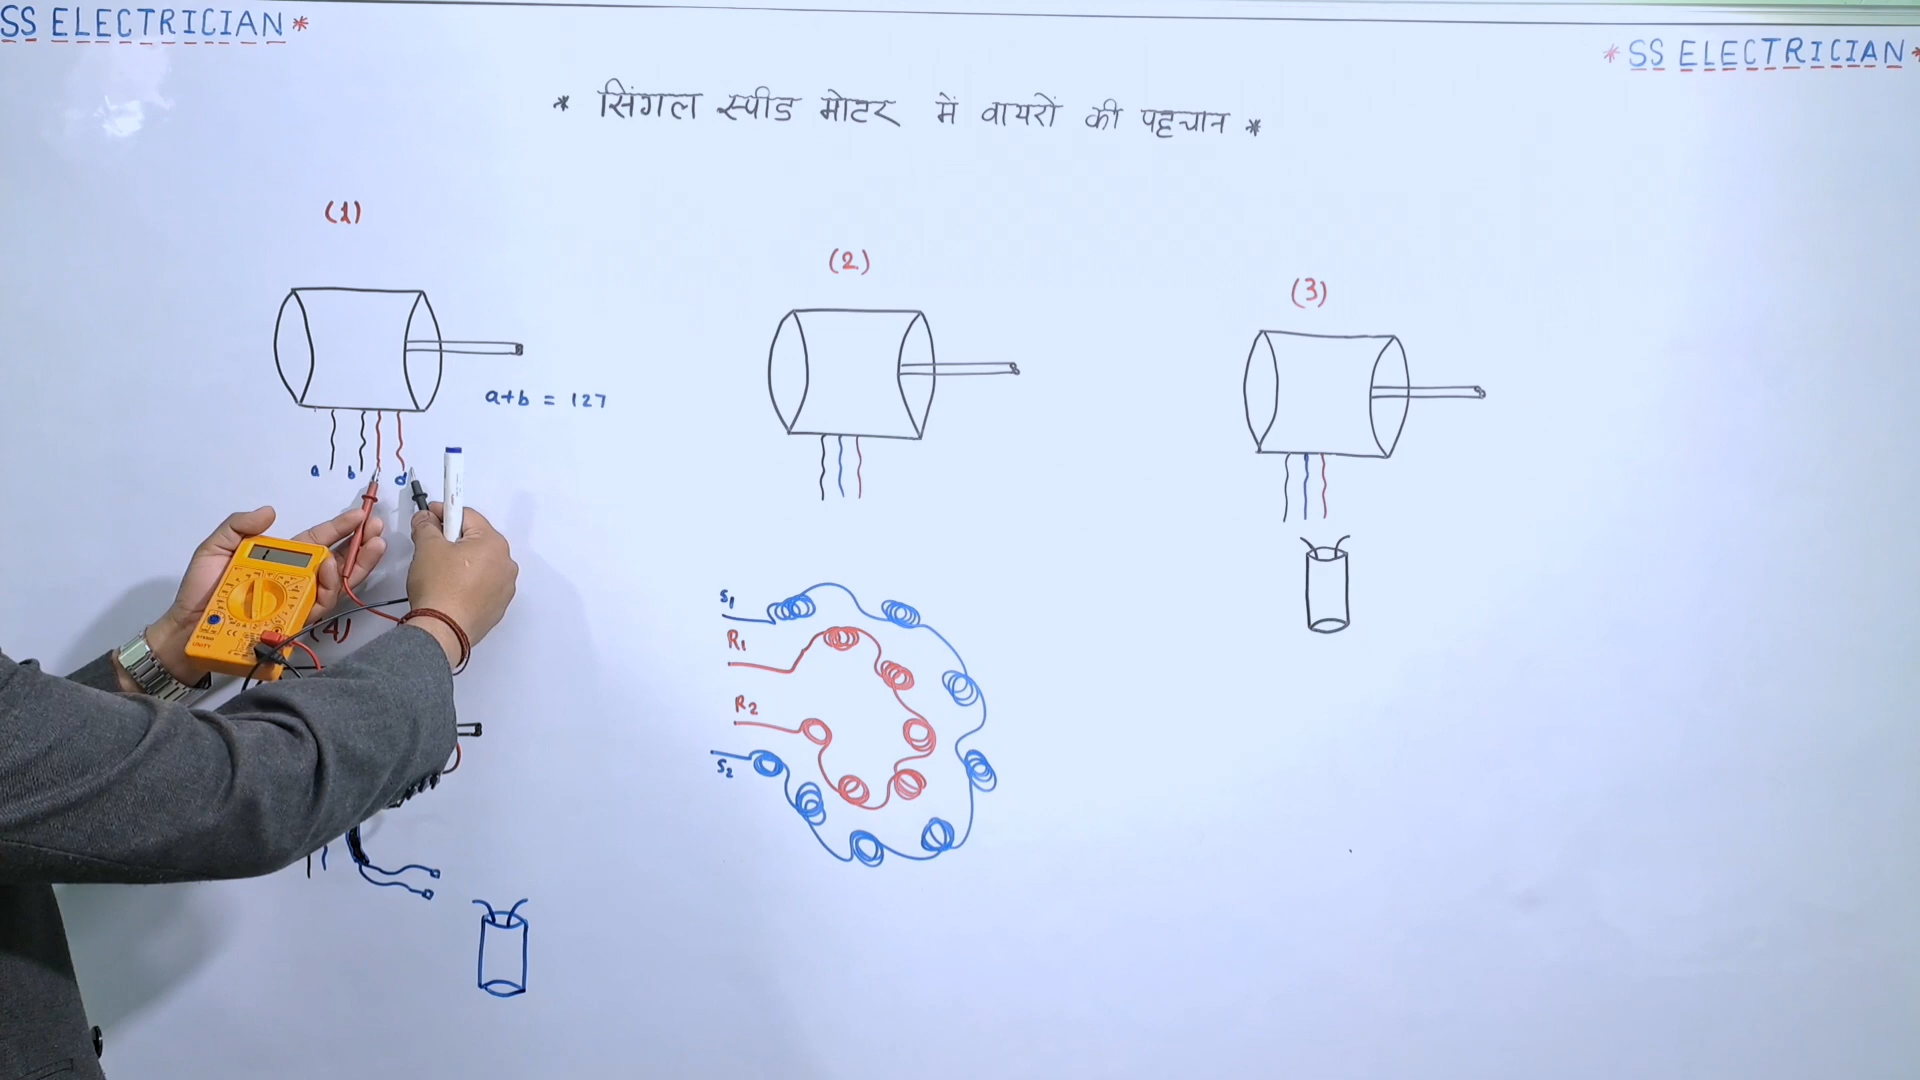 SS ELECTRICIAN*
*SS ELECTRICIAN*
* सिंगल स्पीड मोटर में वायरों की पहचान *
(1)
(2)
(3)
a+b = 127
a b d
(4)
S₁
R₁
R₂
S₂